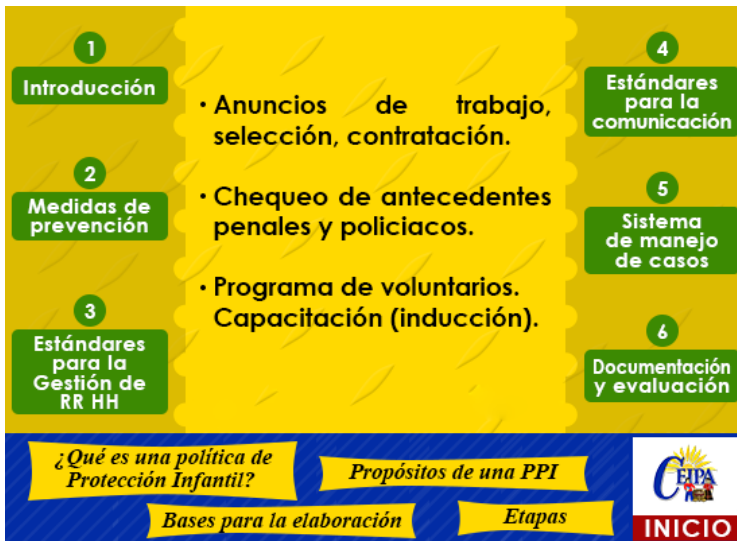 1
Introducción
2
Medidas de
prevención
3
Estándares
para la
Gestión de
RR HH
• Anuncios de trabajo,
selección, contratación.
• Chequeo de antecedentes
penales y policiacos.
• Programa de voluntarios.
Capacitación (inducción).
4
Estándares
para la
comunicación
5
Sistema
de manejo
de casos
6
Documentación
y evaluación
¿Qué es una política de
Protección Infantil?
Propósitos de una PPI
Bases para la elaboración
Etapas
CEIPA
INICIO